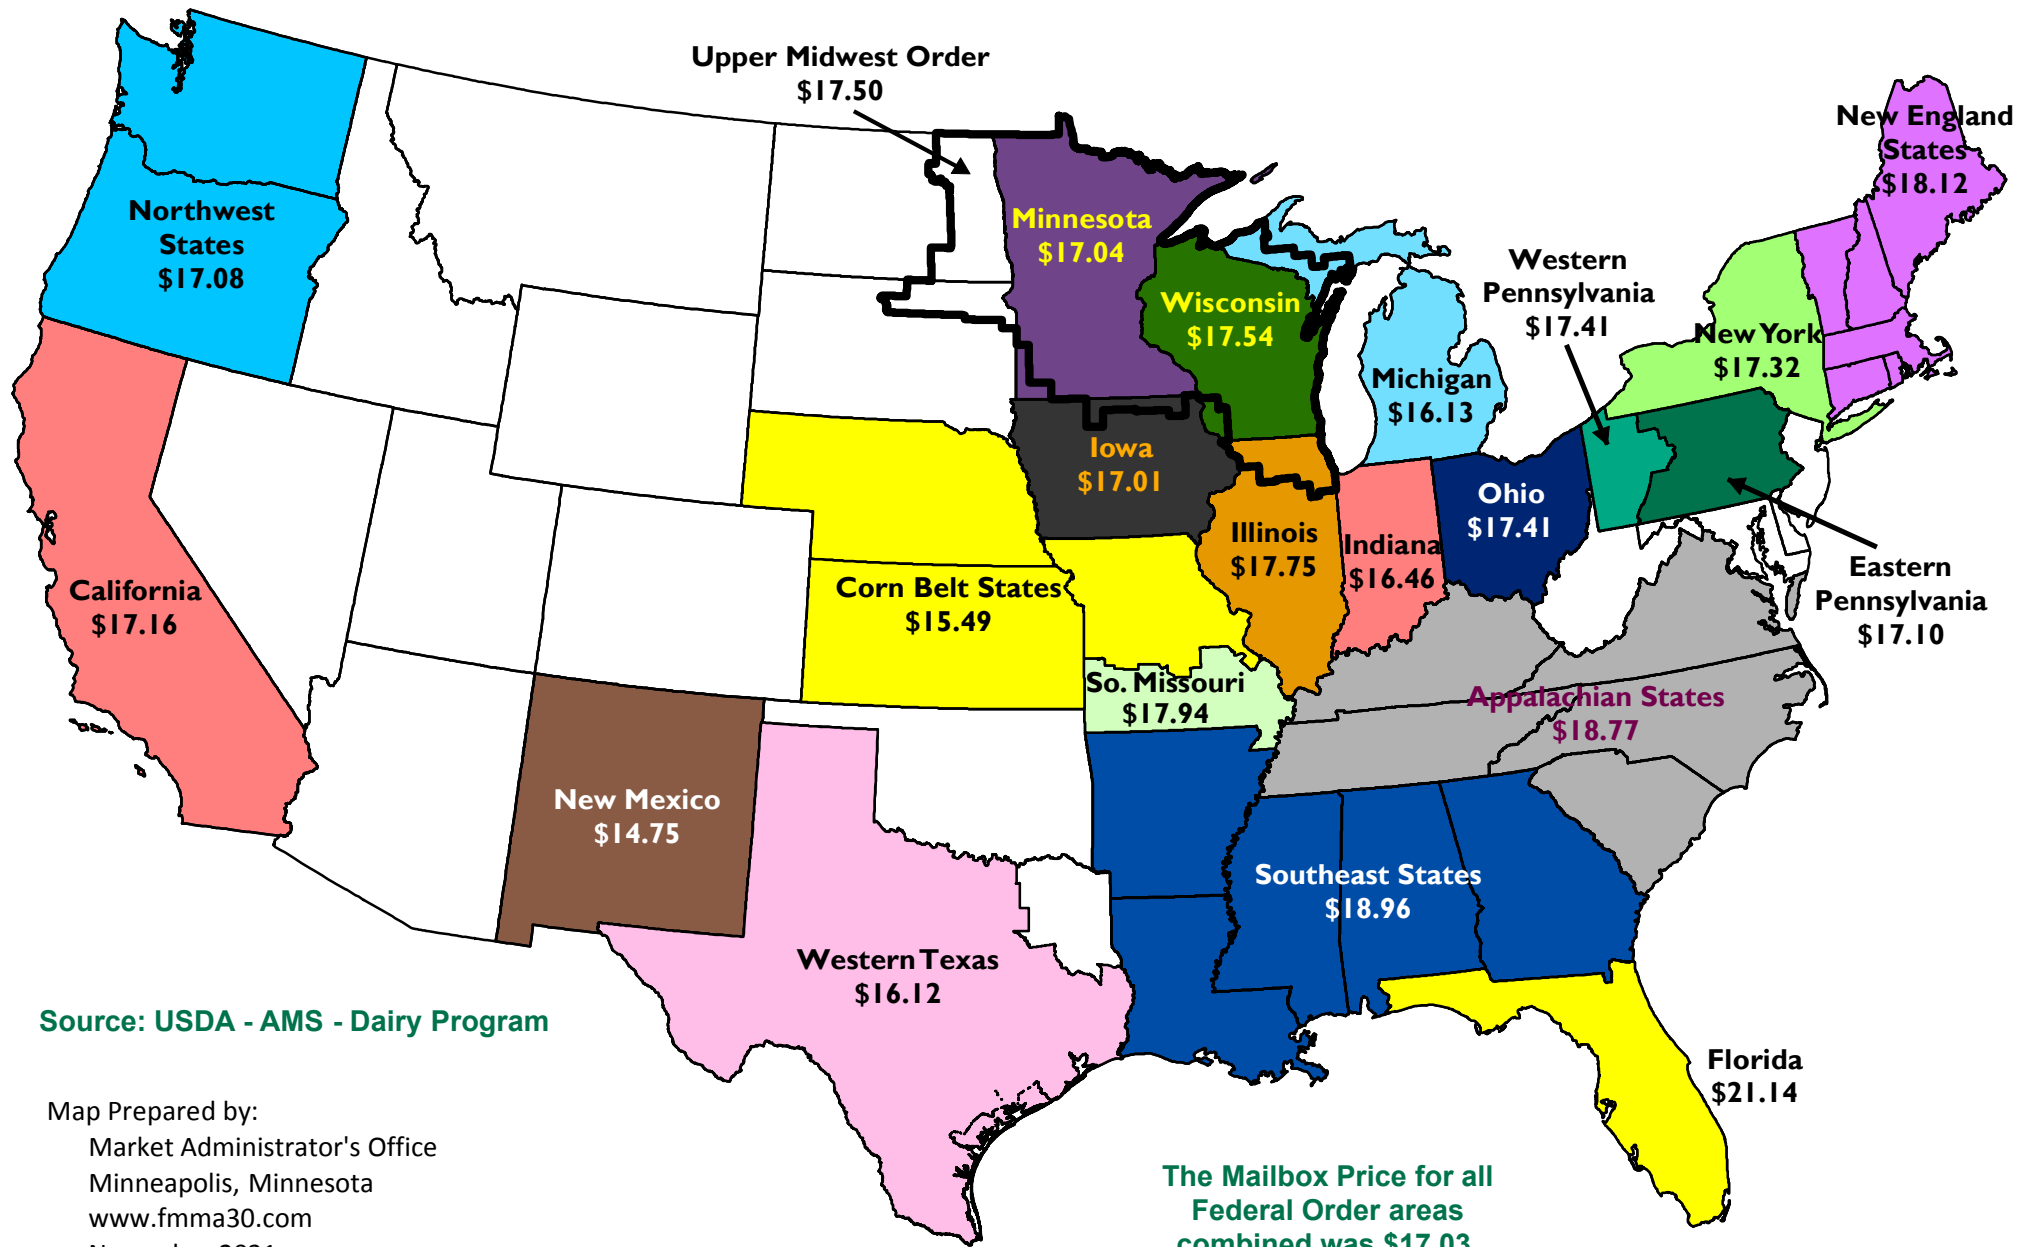 Upper Midwest Order
$17.50
New England
States
$18.12
Northwest
States
$17.08
Minnesota
$17.04
Western
Pennsylvania
$17.41
Wisconsin
$17.54
New York
$17.32
Michigan
$16.13
Iowa
$17.01
Ohio
$17.41
Illinois
$17.75
Indiana
$16.46
Eastern
Pennsylvania
$17.10
California
$17.16
Corn Belt States
$15.49
So. Missouri
$17.94
Appalachian States
$18.77
New Mexico
$14.75
Southeast States
$18.96
Western Texas
$16.12
Florida
$21.14
Source: USDA - AMS - Dairy Program
Map Prepared by:
Market Administrator's Office
Minneapolis, Minnesota
www.fmma30.com
November 2021
The Mailbox Price for all
Federal Order areas
combined was $17.03